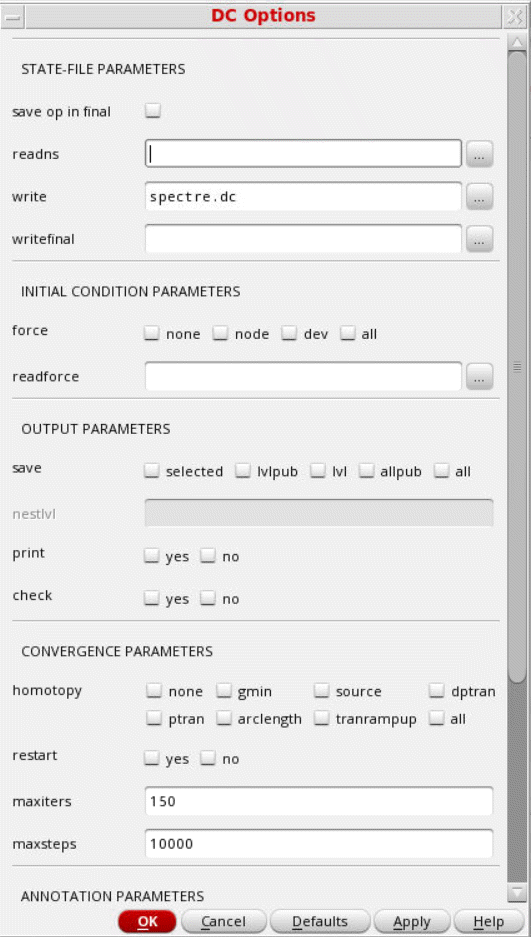 DC Options
STATE-FILE PARAMETERS
save op in final
readns ...
write spectre.dc ...
writefinal ...
INITIAL CONDITION PARAMETERS
force none node dev all
readforce ...
OUTPUT PARAMETERS
save selected lvlpub lvl allpub all
nestlvl
print yes no
check yes no
CONVERGENCE PARAMETERS
homotopy none gmin source dptran
ptran arclength tranrampup all
restart yes no
maxiters 150
maxsteps 10000
ANNOTATION PARAMETERS
OK Cancel Defaults Apply Help